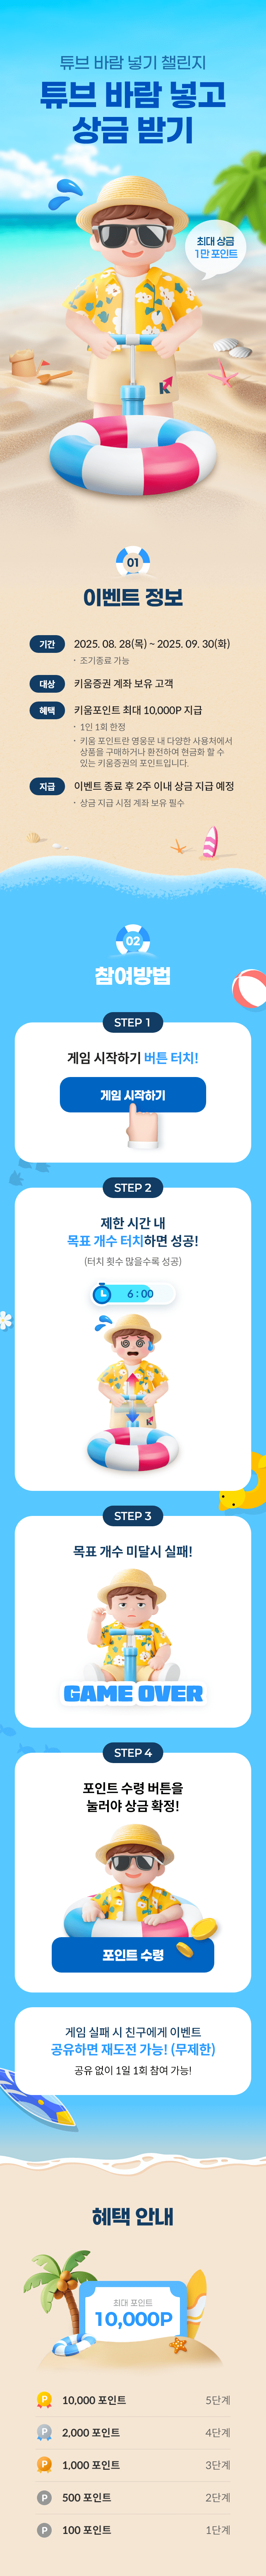 튜브 바람 넣기 챌린지
튜브 바람 넣고
상금 받기
최대 상금
1만 포인트
K
01
이벤트 정보
기간 2025. 08. 28(목) ~ 2025. 09. 30(화)
· 조기종료 가능
대상 키움증권 계좌 보유 고객
혜택 키움포인트 최대 10,000P 지급
· 1인 1회 한정
· 키움 포인트란 영웅문 내 다양한 사용처에서
상품을 구매하거나 환전하여 현금화 할 수
있는 키움증권의 포인트입니다.
지급 이벤트 종료 후 2주 이내 상금 지급 예정
· 상금 지급 시점 계좌 보유 필수
02
참여방법
STEP 1
게임 시작하기 버튼 터치!
게임 시작하기
STEP 2
제한 시간 내
목표 개수 터치하면 성공!
(터치 횟수 많을수록 성공)
6 : 00
K
STEP 3
목표 개수 미달시 실패!
GAME OVER
STEP 4
포인트 수령 버튼을
눌러야 상금 확정!
포인트 수령
게임 실패 시 친구에게 이벤트
공유하면 재도전 가능! (무제한)
공유 없이 1일 1회 참여 가능!
혜택 안내
최대 포인트
10,000P
P 10,000 포인트 5단계
P 2,000 포인트 4단계
P 1,000 포인트 3단계
P 500 포인트 2단계
P 100 포인트 1단계